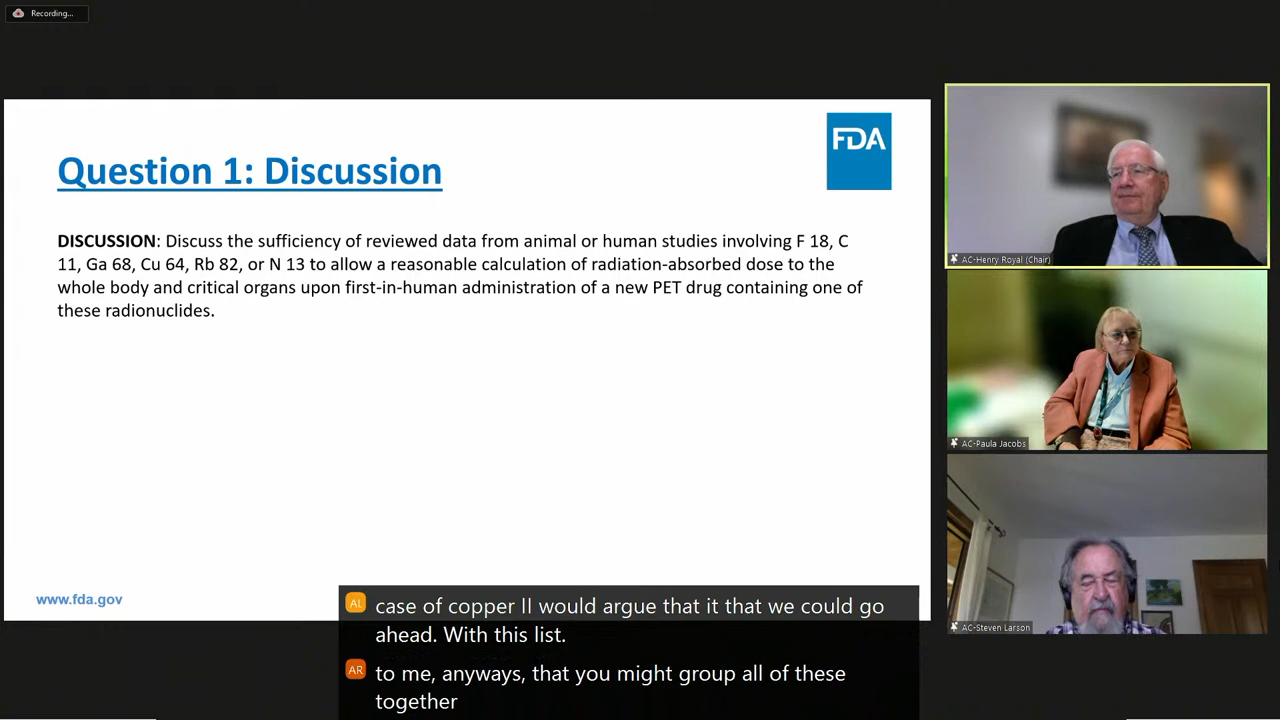 Recording...
FDA
Question 1: Discussion
DISCUSSION: Discuss the sufficiency of reviewed data from animal or human studies involving F 18, C
11, Ga 68, Cu 64, Rb 82, or N 13 to allow a reasonable calculation of radiation-absorbed dose to the
whole body and critical organs upon first-in-human administration of a new PET drug containing one of
these radionuclides.
www.fda.gov
AC-Henry Royal (Chair)
AC-Paula Jacobs
AC-Steven Larson
AL case of copper II would argue that it that we could go
ahead. With this list.
AR to me, anyways, that you might group all of these
together